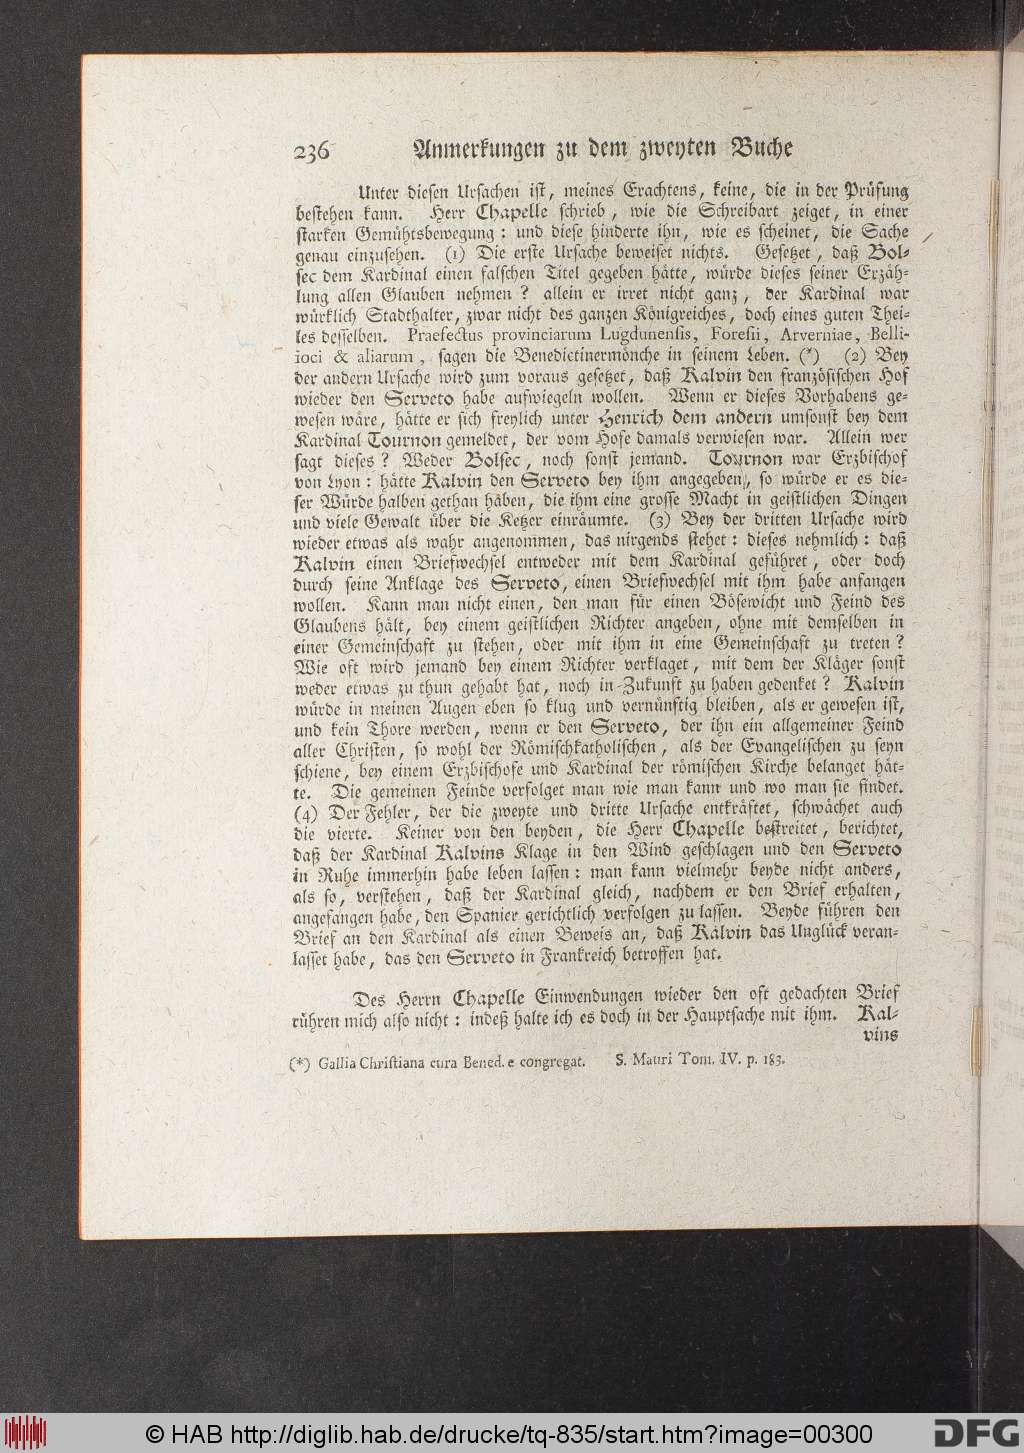 236 Anmerkungen zu dem zweyten Buche
Unter diesen Ursachen ist, meines Erachtens, keine, die in der Prüfung
bestehen kann. Herr Chapelle schrieb, wie die Schreibart zeiget, in einer
starken Gemühtsbewegung: und diese hinderte ihn, wie es scheinet, die Sache
genau einzusehen. (1) Die erste Ursache beweiset nichts. Gesetzet, daß Bol-
sec dem Kardinal einen falschen Titel gegeben hätte, würde dieses seiner Erzäh-
lung allen Glauben nehmen? allein er irret nicht ganz, der Kardinal war
würklich Stadthalter, zwar nicht des ganzen Königreiches, doch eines guten Thei-
les desselben. Praefectus provinciarum Lugdunensis, Foresii, Arverniae, Belli-
ioci & aliarum, sagen die Benedictinermönche in seinem Leben. (*) (2) Bey
der andern Ursache wird zum voraus gesetzet, daß Kalvin den französischen Hof
wieder den Serveto habe aufwiegeln wollen. Wenn er dieses Vorhabens ge-
wesen wäre, hätte er sich freylich unter Henrich dem andern umsonst bey dem
Kardinal Tournon gemeldet, der vom Hofe damals verwiesen war. Allein wer
sagt dieses? Weder Bolsec, noch sonst jemand. Tournon war Erzbischof
von Lyon: hätte Kalvin den Serveto bey ihm angegeben, so würde er es die-
ser Würde halben gethan haben, die ihm eine grosse Macht in geistlichen Dingen
und viele Gewalt über die Ketzer einräumte. (3) Bey der dritten Ursache wird
wieder etwas als wahr angenommen, das nirgends stehet: dieses nehmlich: daß
Kalvin einen Briefwechsel entweder mit dem Kardinal geführet, oder doch
durch seine Anklage des Serveto, einen Briefwechsel mit ihm habe anfangen
wollen. Kann man nicht einen, den man für einen Bösewicht und Feind des
Glaubens hält, bey einem geistlichen Richter angeben, ohne mit demselben in
einer Gemeinschaft zu stehen, oder mit ihm in eine Gemeinschaft zu treten?
Wie oft wird jemand bey einem Richter verklaget, mit dem der Kläger sonst
weder etwas zu thun gehabt hat, noch in Zukunft zu haben gedenket? Kalvin
würde in meinen Augen eben so klug und vernünftig bleiben, als er gewesen ist,
und kein Thore werden, wenn er den Serveto, der ihn ein allgemeiner Feind
aller Christen, so wohl der Römischkatholischen, als der Evangelischen zu seyn
schiene, bey einem Erzbischofe und Kardinal der römischen Kirche belanget hät-
te. Die gemeinen Feinde verfolget man wie man kann und wo man sie findet.
(4) Der Fehler, der die zweyte und dritte Ursache entkräftet, schwächet auch
die vierte. Keiner von den beyden, die Herr Chapelle bestreitet, berichtet,
daß der Kardinal Kalvins Klage in den Wind geschlagen und den Serveto
in Ruhe immerhin habe leben lassen: man kann vielmehr beyde nicht anders,
als so, verstehen, daß der Kardinal gleich, nachdem er den Brief erhalten,
angefangen habe, den Spanier gerichtlich verfolgen zu lassen. Beyde führen den
Brief an den Kardinal als einen Beweis an, daß Kalvin das Unglück veran-
lasset habe, das den Serveto in Frankreich betroffen hat.
Des Herrn Chapelle Einwendungen wieder den oft gedachten Brief
rühren mich also nicht: indeß halte ich es doch in der Hauptsache mit ihm. Kal-
vins
(*) Gallia Christiana cura Bened. e congregat. S. Mauri Tom. IV. p. 183.
© HAB http://diglib.hab.de/drucke/tq-835/start.htm?image=00300
DFG